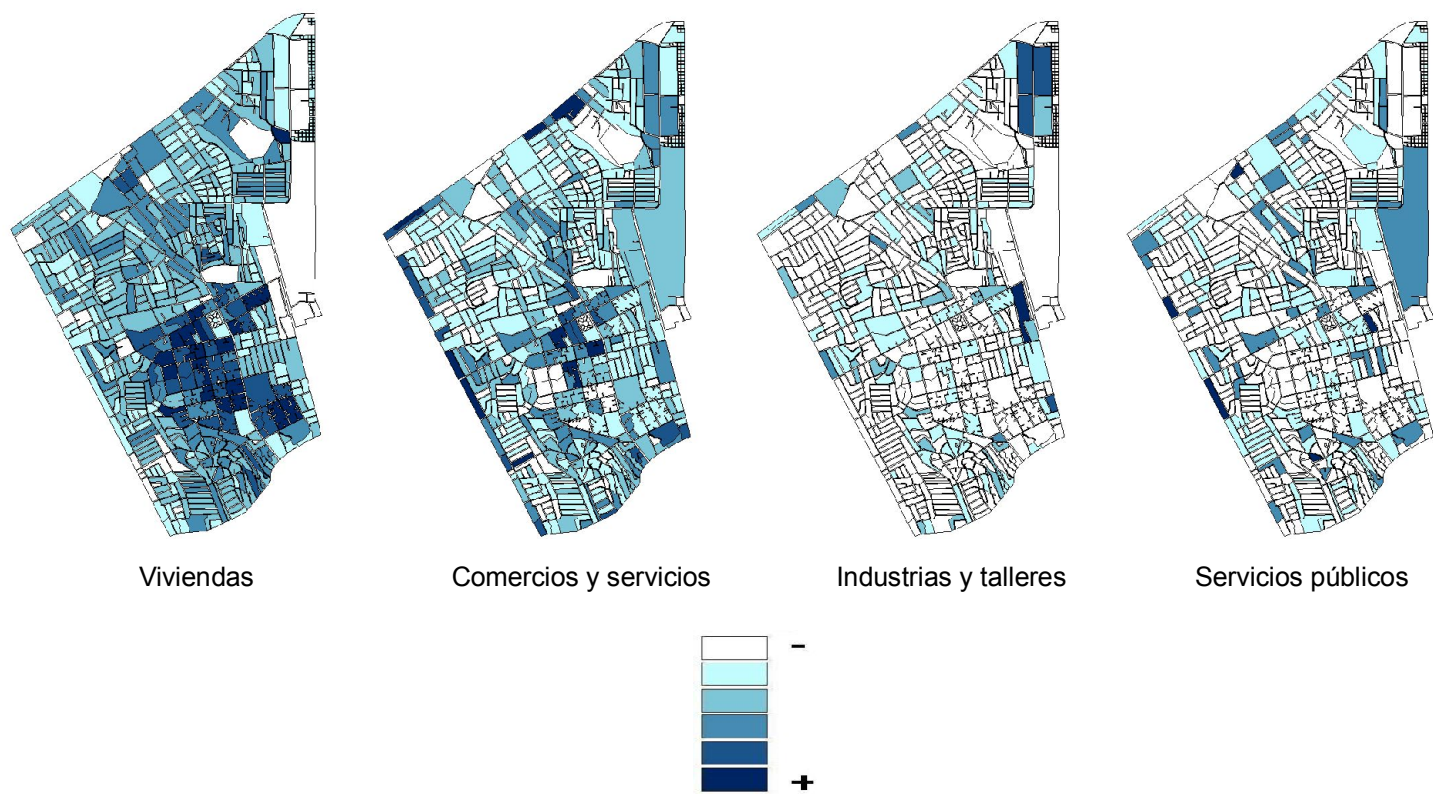 Viviendas
Comercios y servicios
Industrias y talleres
Servicios públicos
-
+